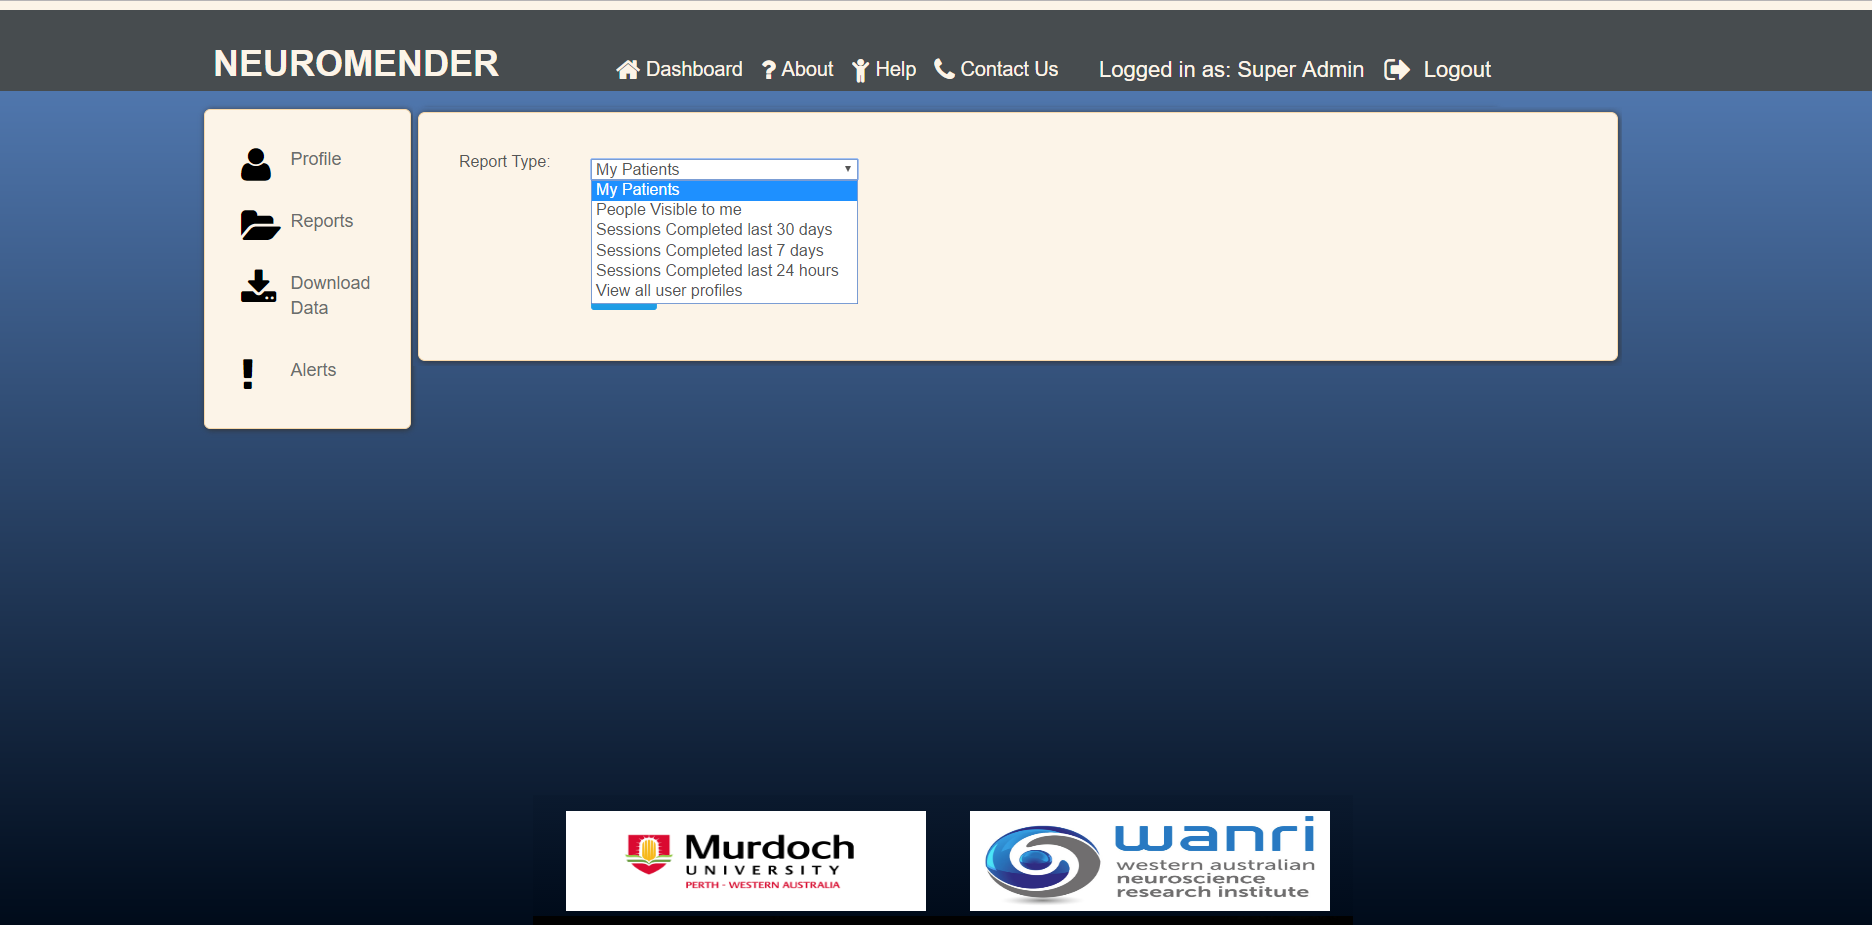 NEUROMENDER
Dashboard
? About
Help
Contact Us
Logged in as: Super Admin
Logout
Profile
Reports
Download
Data
! Alerts
Report Type:
My Patients
My Patients
People Visible to me
Sessions Completed last 30 days
Sessions Completed last 7 days
Sessions Completed last 24 hours
View all user profiles
Murdoch
UNIVERSITY
PERTH - WESTERN AUSTRALIA
wanri
western australian
neuroscience
research institute